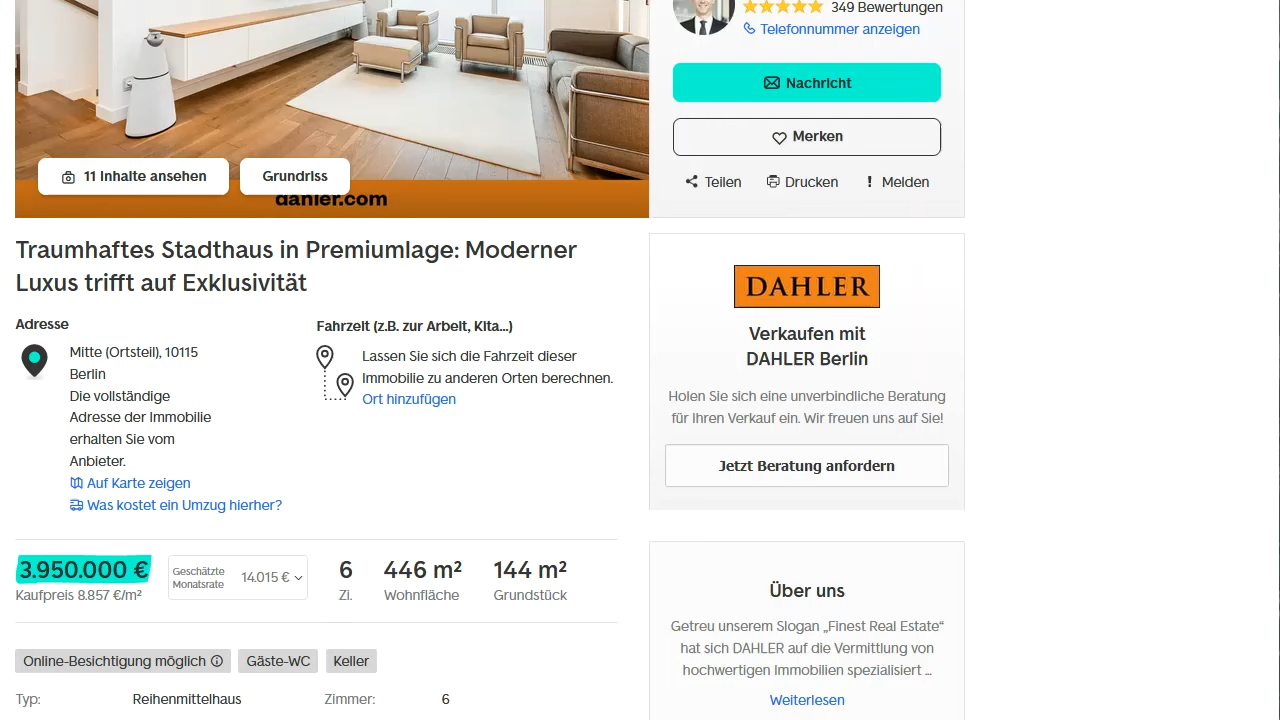 349 Bewertungen
Telefonnummer anzeigen
Nachricht
Merken
Teilen
Drucken
Melden
11 Inhalte ansehen
Grundriss
dahler.com
Traumhaftes Stadthaus in Premiumlage: Moderner
Luxus trifft auf Exklusivität
Adresse
Mitte (Ortsteil), 10115
Berlin
Die vollständige
Adresse der Immobilie
erhalten Sie vom
Anbieter.
Auf Karte zeigen
Was kostet ein Umzug hierher?
Fahrzeit (z.B. zur Arbeit, Kita...)
Lassen Sie sich die Fahrzeit dieser
Immobilie zu anderen Orten berechnen.
Ort hinzufügen
3.950.000 €
Kaufpreis 8.857 €/m²
Geschätzte
Monatsrate
14.015 €
6
Zi.
446 m²
Wohnfläche
144 m²
Grundstück
Online-Besichtigung möglich
Gäste-WC
Keller
Typ:
Reihenmittelhaus
Zimmer:
6
DAHLER
Verkaufen mit
DAHLER Berlin
Holen Sie sich eine unverbindliche Beratung
für Ihren Verkauf ein. Wir freuen uns auf Sie!
Jetzt Beratung anfordern
Über uns
Getreu unserem Slogan „Finest Real Estate“
hat sich DAHLER auf die Vermittlung von
hochwertigen Immobilien spezialisiert ...
Weiterlesen